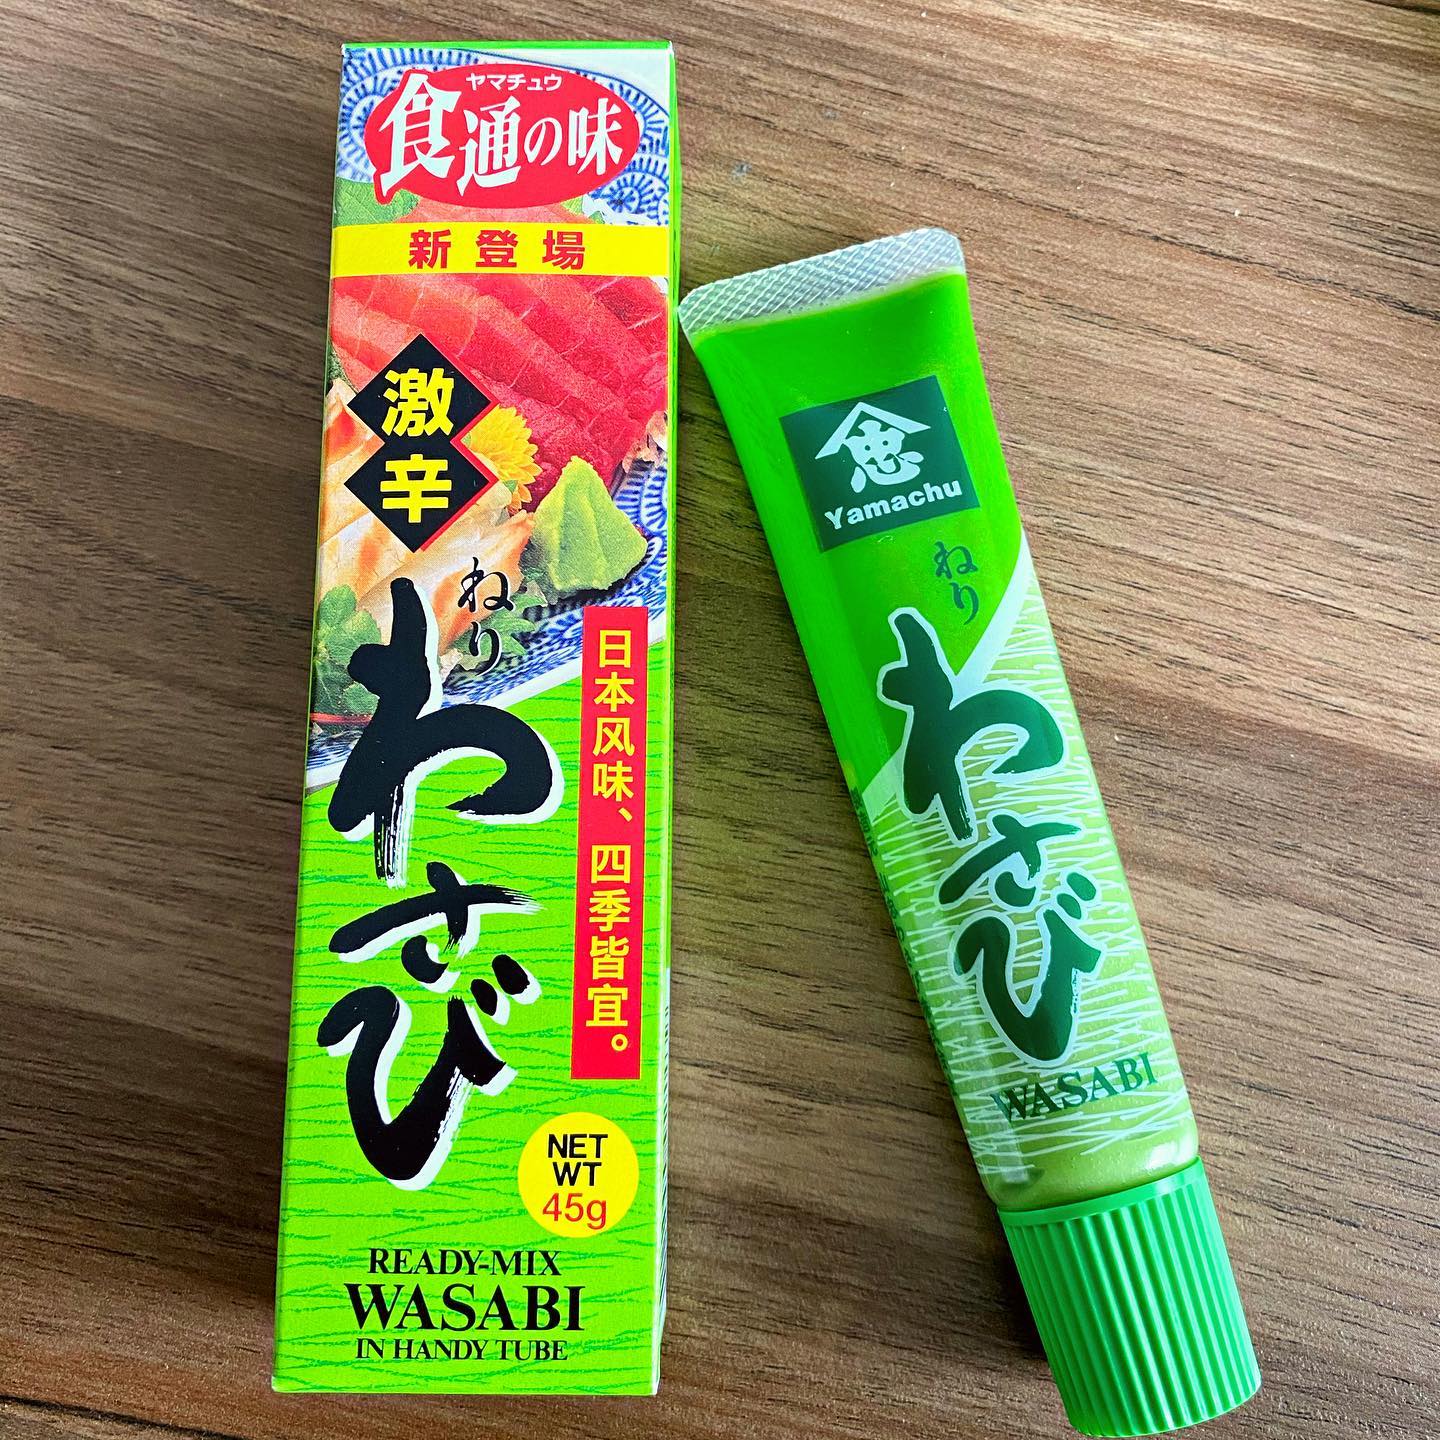 ヤマチュウ
食通の味
新登場
激辛
ねり
わさび
日本风味、四季皆宜。
NET
WT
45g
READY-MIX
WASABI
IN HANDY TUBE
忠
Yamachu
ねり
わさび
WASABI